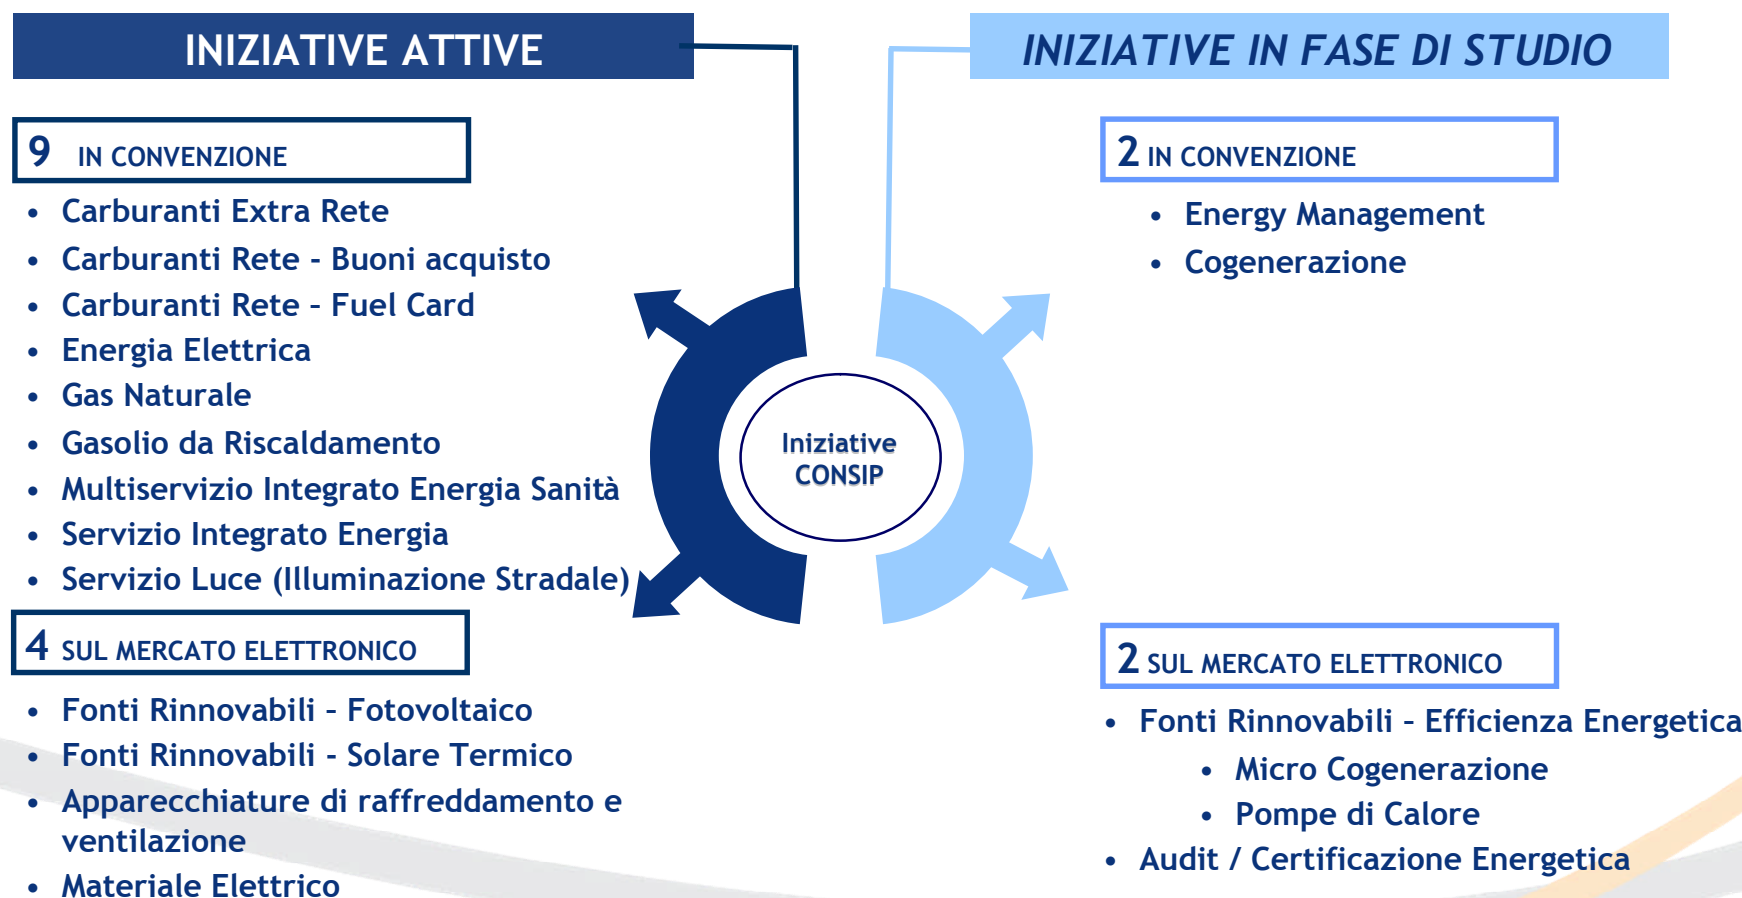 INIZIATIVE ATTIVE
9 IN CONVENZIONE
• Carburanti Extra Rete
• Carburanti Rete - Buoni acquisto
• Carburanti Rete – Fuel Card
• Energia Elettrica
• Gas Naturale
• Gasolio da Riscaldamento
• Multiservizio Integrato Energia Sanità
• Servizio Integrato Energia
• Servizio Luce (Illuminazione Stradale)
4 SUL MERCATO ELETTRONICO
• Fonti Rinnovabili – Fotovoltaico
• Fonti Rinnovabili - Solare Termico
• Apparecchiature di raffreddamento e
ventilazione
• Materiale Elettrico
Iniziative
CONSIP
INIZIATIVE IN FASE DI STUDIO
2 IN CONVENZIONE
• Energy Management
• Cogenerazione
2 SUL MERCATO ELETTRONICO
• Fonti Rinnovabili – Efficienza Energetica
• Micro Cogenerazione
• Pompe di Calore
• Audit / Certificazione Energetica